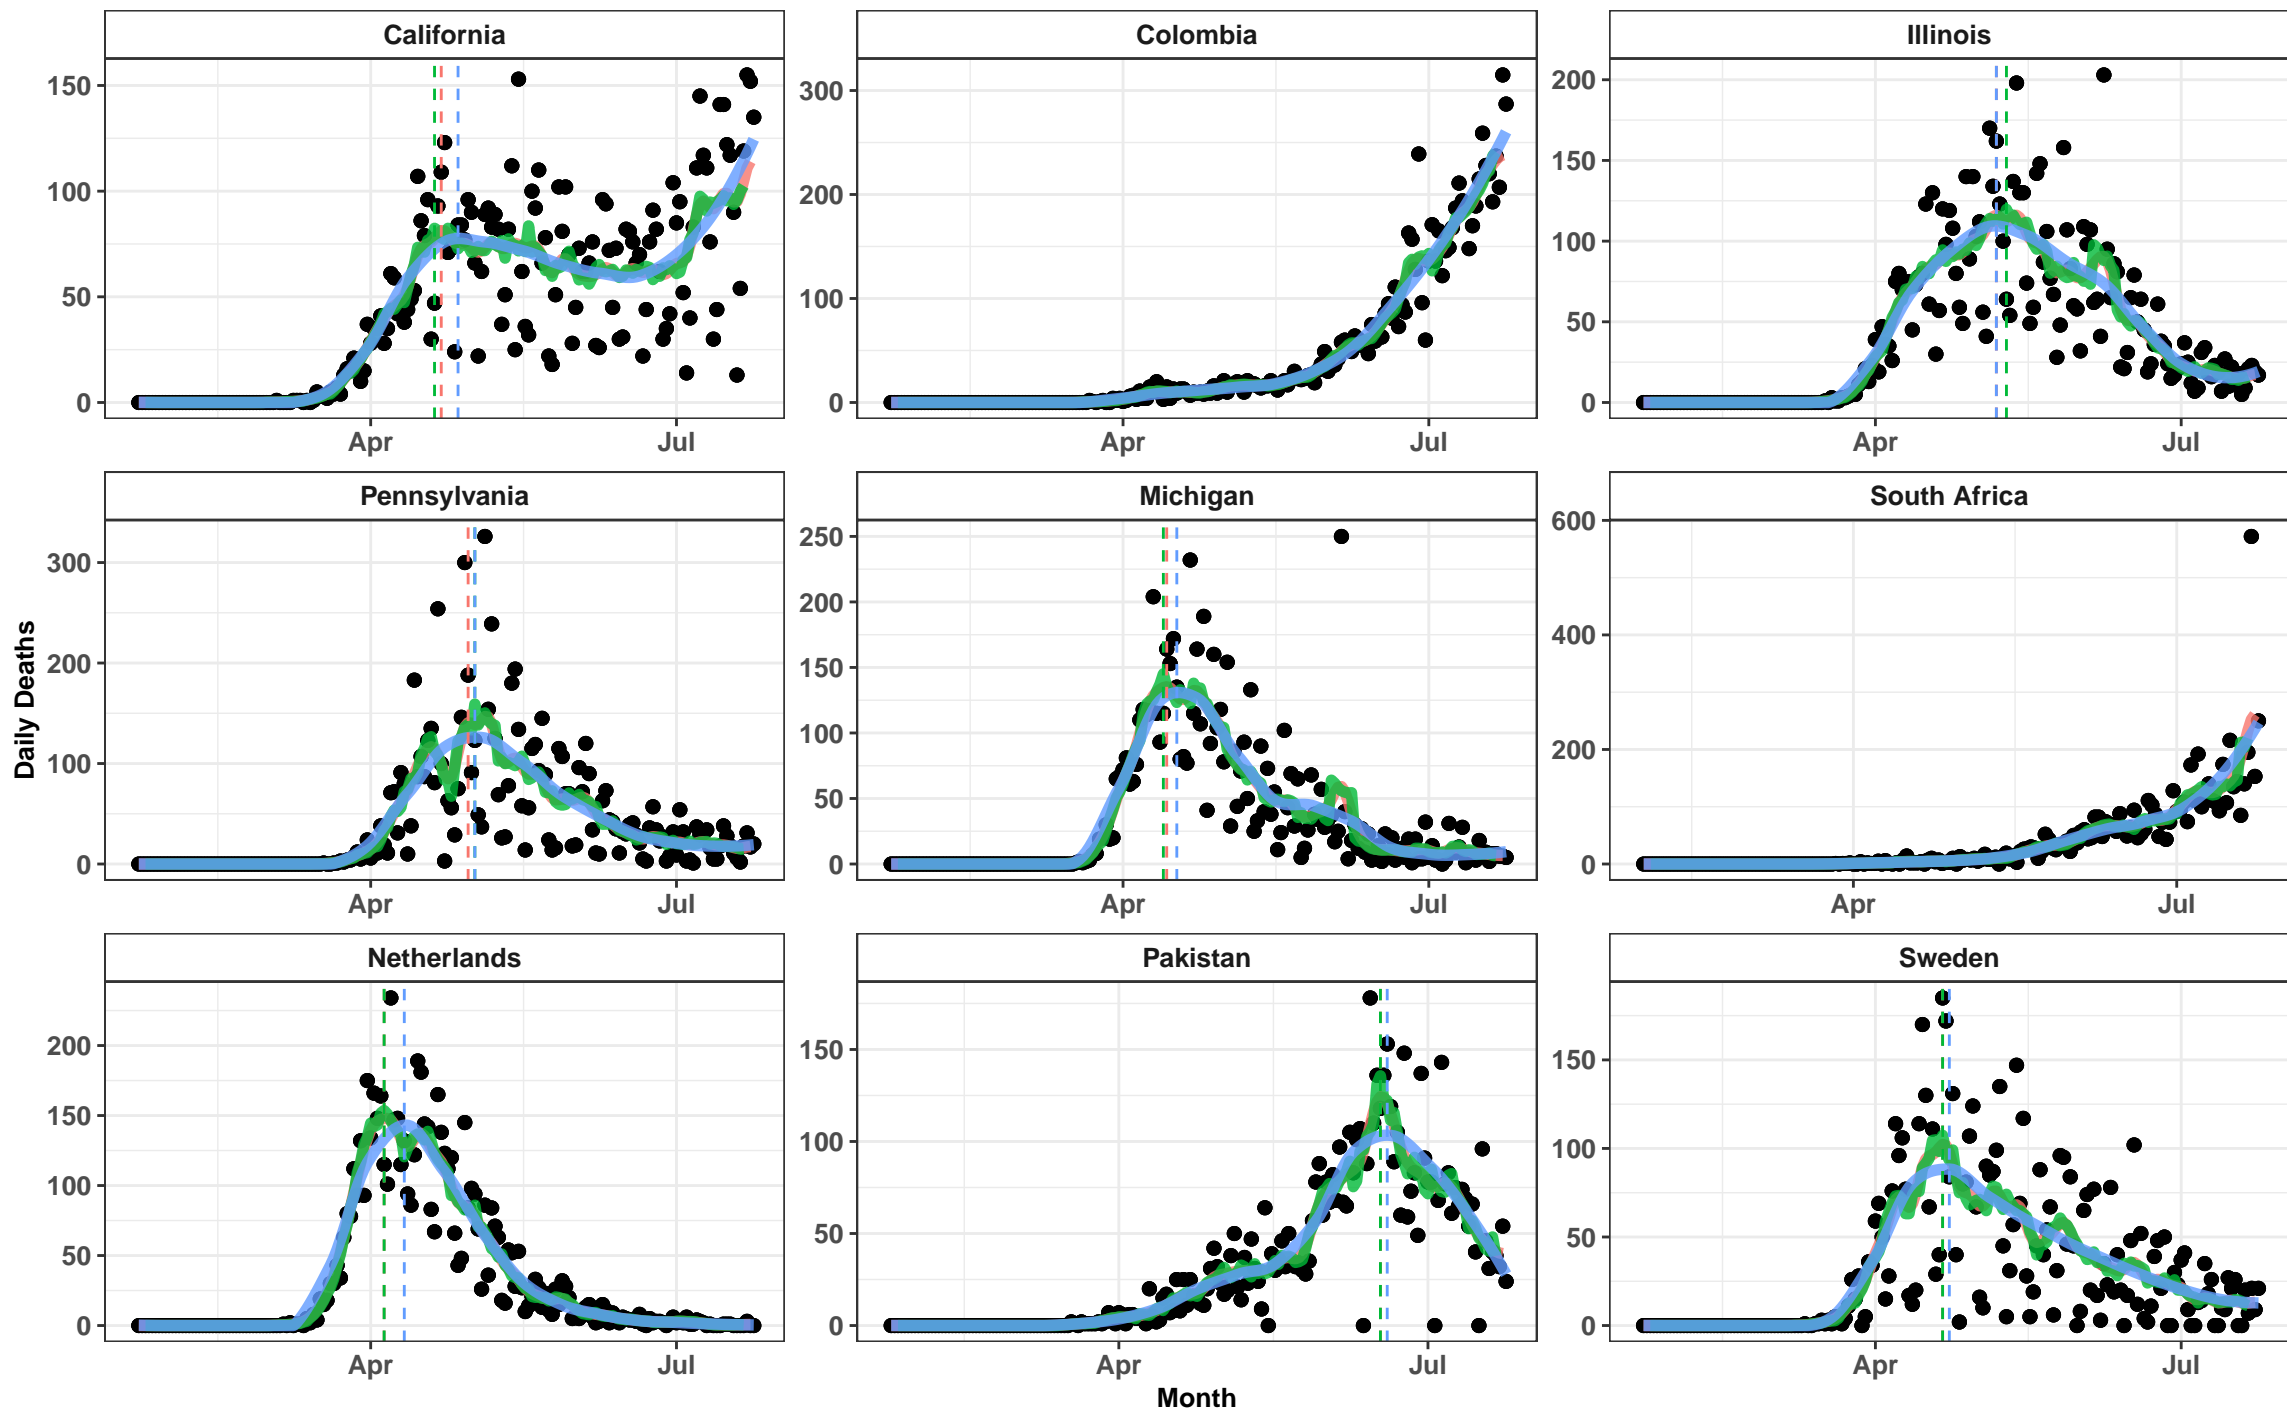 California
Colombia
Illinois
150
100
50
0
Apr
Jul
300
200
100
0
Apr
Jul
200
150
100
50
0
Apr
Jul
Pennsylvania
Michigan
South Africa
300
200
100
0
Apr
Jul
250
200
150
100
50
0
Apr
Jul
600
400
200
0
Apr
Jul
Daily Deaths
Netherlands
Pakistan
Sweden
200
150
100
50
0
Apr
Jul
150
100
50
0
Apr
Jul
150
100
50
0
Apr
Jul
Month